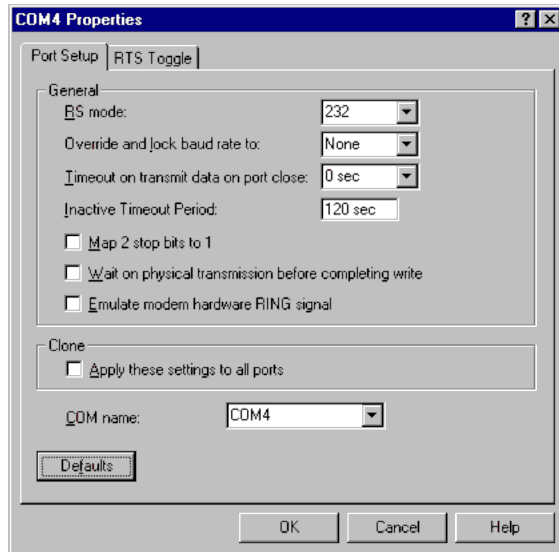 COM4 Properties
Port Setup RTS Toggle
General
RS mode: 232
Override and lock baud rate to: None
Timeout on transmit data on port close: 0 sec
Inactive Timeout Period: 120 sec
Map 2 stop bits to 1
Wait on physical transmission before completing write
Emulate modem hardware RING signal
Clone
Apply these settings to all ports
COM name: COM4
Defaults
OK Cancel Help